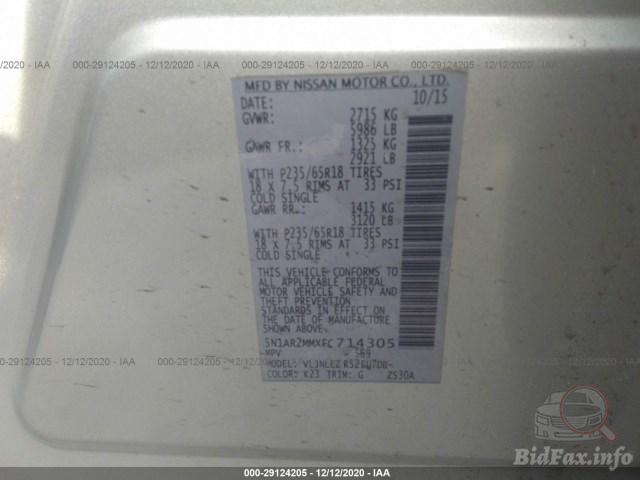 000-29124205 - 12/12/2020 - IAA
000-29124205 - 12/12/2020 - IAA
000-29124205 - 12/12/2020 - IAA
MFD BY NISSAN MOTOR CO., LTD.
DATE: 10/15
GVWR: 2715 KG
5986 LB
GAWR FR.: 1325 KG
2921 LB
WITH P235/65R18 TIRES
18 X 7.5 RIMS AT 33 PSI
COLD SINGLE
GAWR RR.: 1415 KG
3120 LB
WITH P235/65R18 TIRES
18 X 7.5 RIMS AT 33 PSI
COLD SINGLE
THIS VEHICLE CONFORMS TO
ALL APPLICABLE FEDERAL
MOTOR VEHICLE SAFETY AND
THEFT PREVENTION
STANDARDS IN EFFECT ON
THE DATE OF MANUFACTURE
SHOWN ABOVE.
5N1AR2MMXFC714305
MPV 569
MODEL:
COLOR: K23 TRIM: G 2530A
000-29124205 - 12/12/2020 - IAA
000-29124205 - 12/12/2020 - IAA
000-29124205 - 12/12/2020 - IAA
000-29124205 - 12/12/2020 - IAA
BidFax.info